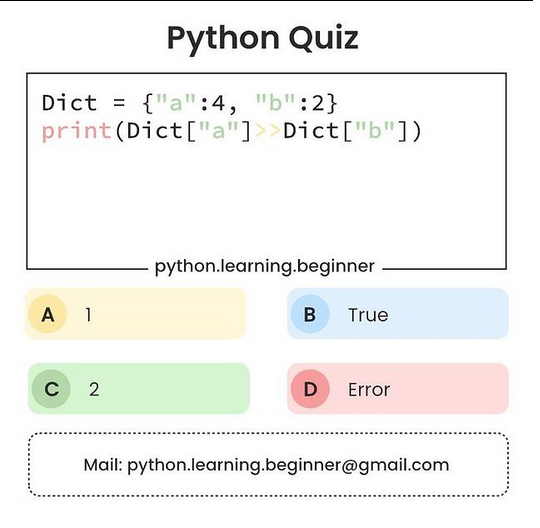 Python Quiz
Dict = {"a":4, "b":2}
print(Dict["a"]>>Dict["b"])
python.learning.beginner
A 1
B True
C 2
D Error
Mail: python.learning.beginner@gmail.com